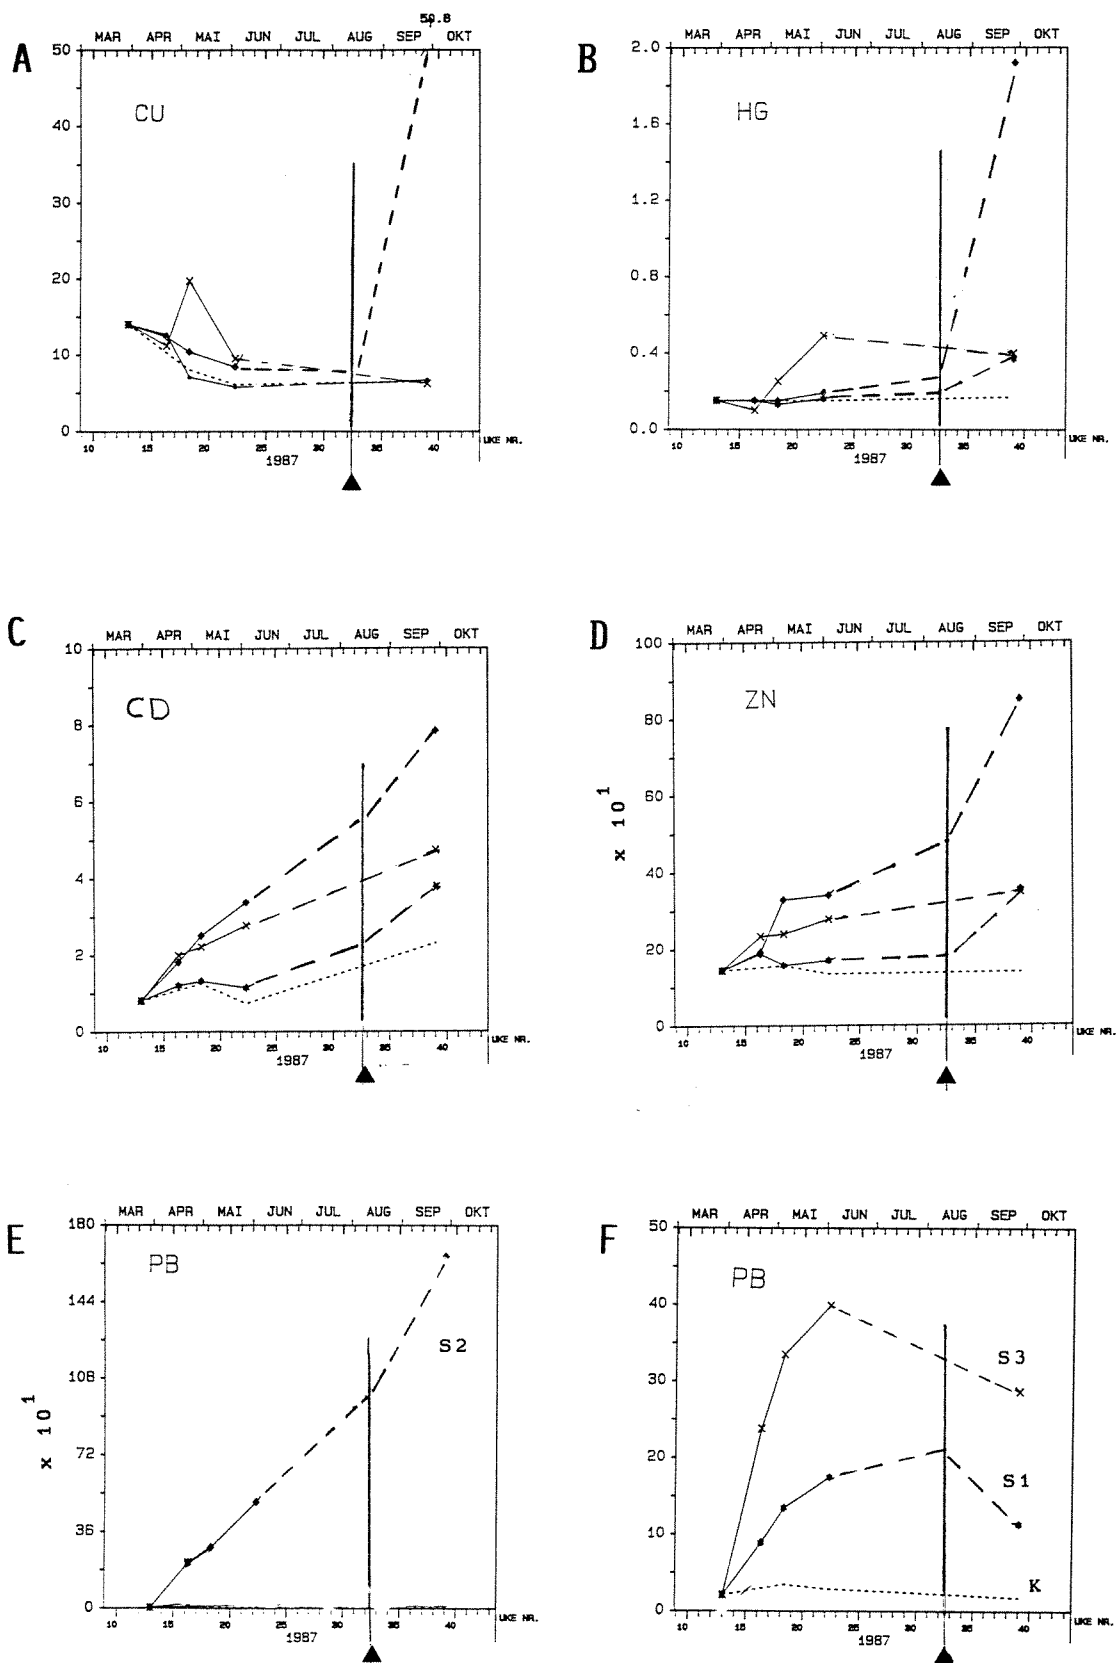 50.8
A
MAR APR MAI JUN JUL AUG SEP OKT
50
CU
40
30
20
10
0
10 15 20 25 30 35 40 UKE NR.
1987
B
MAR APR MAI JUN JUL AUG SEP OKT
2.0
HG
1.6
1.2
0.8
0.4
0.0
10 15 20 25 30 35 40 UKE NR.
1987
C
MAR APR MAI JUN JUL AUG SEP OKT
10
CD
8
6
4
2
0
10 15 20 25 30 35 40 UKE NR.
1987
D
MAR APR MAI JUN JUL AUG SEP OKT
100
ZN
80
x 10 1
60
40
20
0
10 15 20 25 30 35 40 UKE NR.
1987
E
MAR APR MAI JUN JUL AUG SEP OKT
180
PB
144
S2
108
x 10 1
72
36
0
10 15 20 25 30 35 40 UKE NR.
1987
F
MAR APR MAI JUN JUL AUG SEP OKT
50
PB
40
S3
30
20
S1
10
K
0
10 15 20 25 30 35 40 UKE NR.
1987